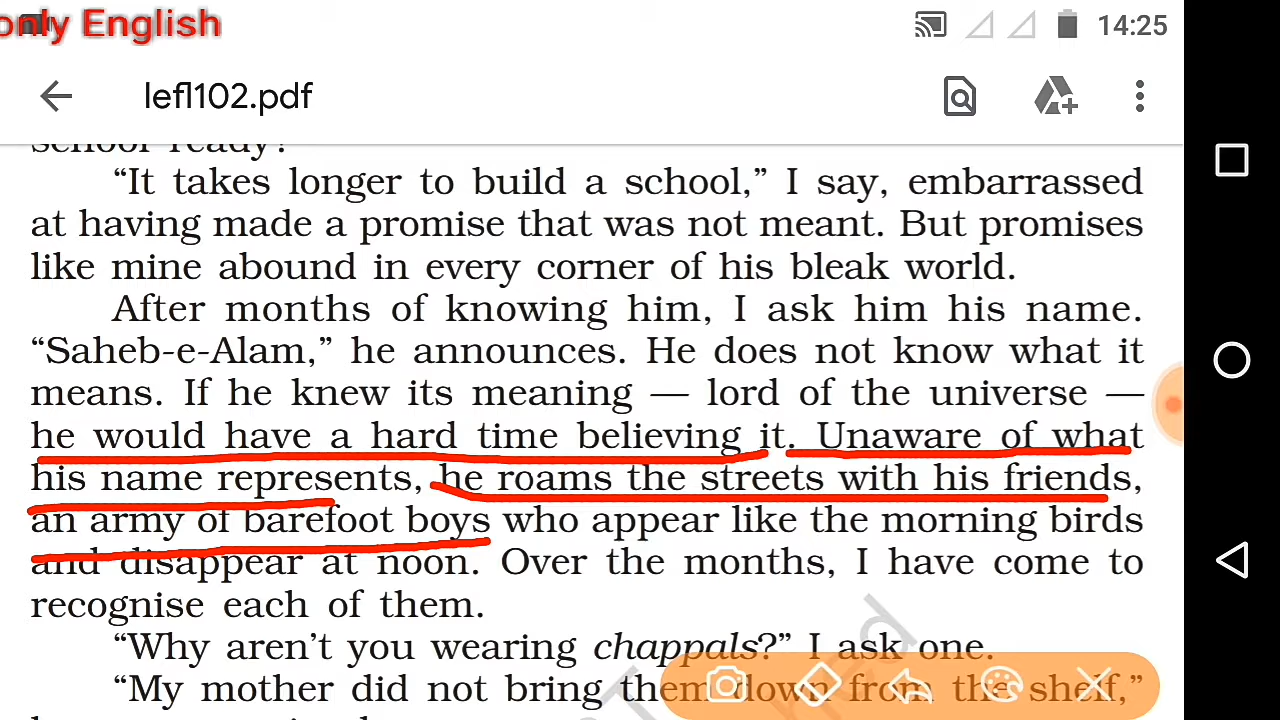 only English
14:25
lefl102.pdf
school ready?
“It takes longer to build a school,” I say, embarrassed
at having made a promise that was not meant. But promises
like mine abound in every corner of his bleak world.
After months of knowing him, I ask him his name.
“Saheb-e-Alam,” he announces. He does not know what it
means. If he knew its meaning — lord of the universe —
he would have a hard time believing it. Unaware of what
his name represents, he roams the streets with his friends,
an army of barefoot boys who appear like the morning birds
and disappear at noon. Over the months, I have come to
recognise each of them.
“Why aren’t you wearing chappals?” I ask one.
“My mother did not bring them down from the shelf,”